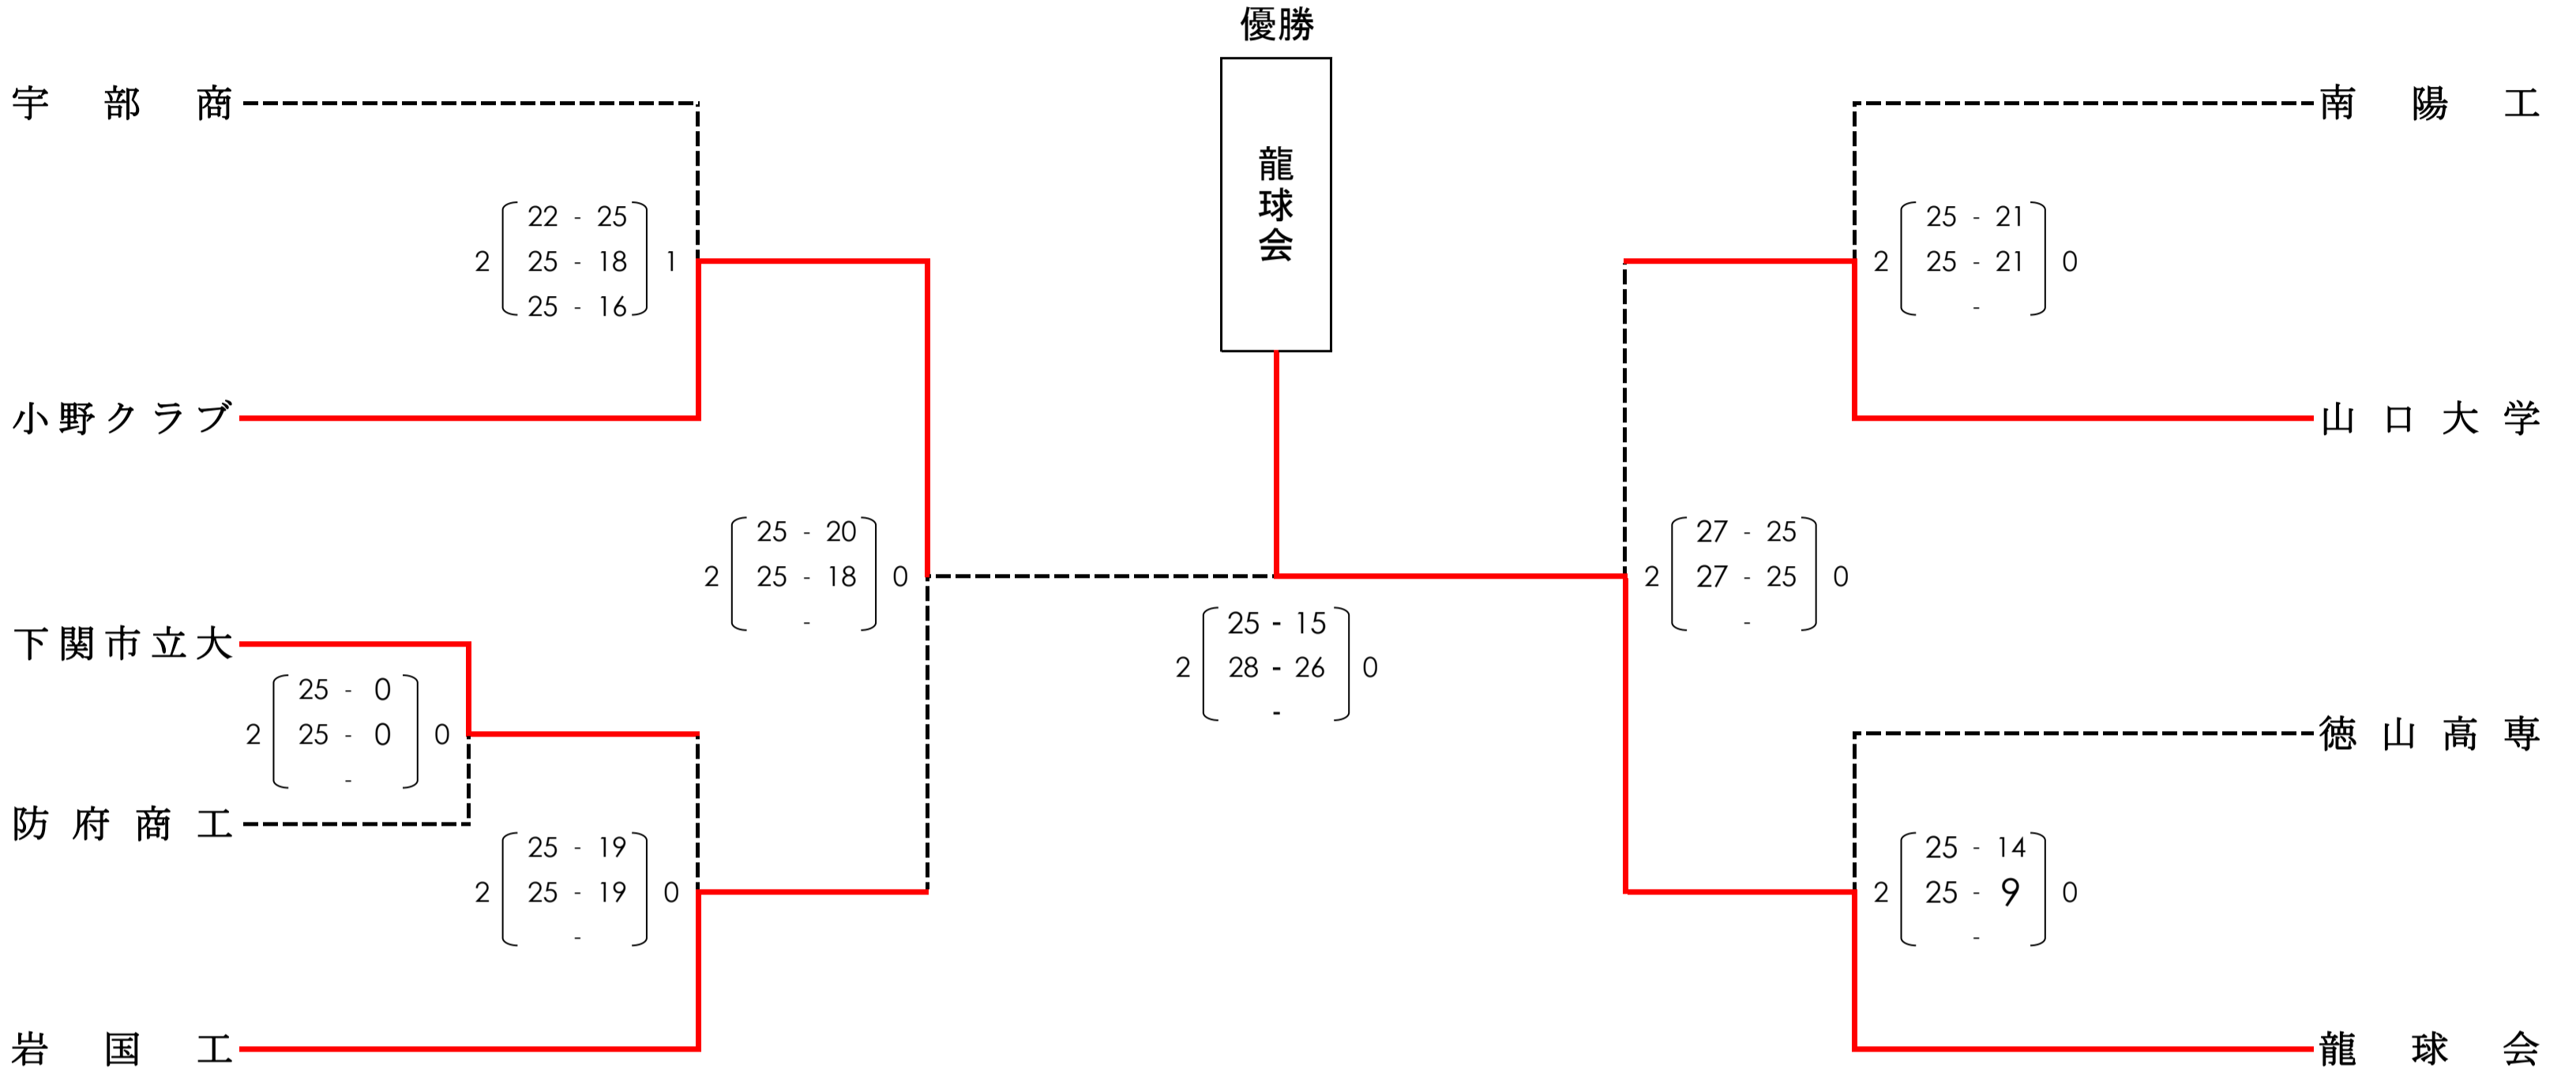 優勝
龍球会
宇部商
22 - 25
2 25 - 18 1
25 - 16
小野クラブ
25 - 20
2 25 - 18 0
-
下関市立大
25 - 0
2 25 - 0 0
-
防府商工
25 - 19
2 25 - 19 0
-
岩国工
25 - 15
2 28 - 26 0
-
南陽工
25 - 21
2 25 - 21 0
-
山口大学
27 - 25
2 27 - 25 0
-
徳山高専
25 - 14
2 25 - 9 0
-
龍球会